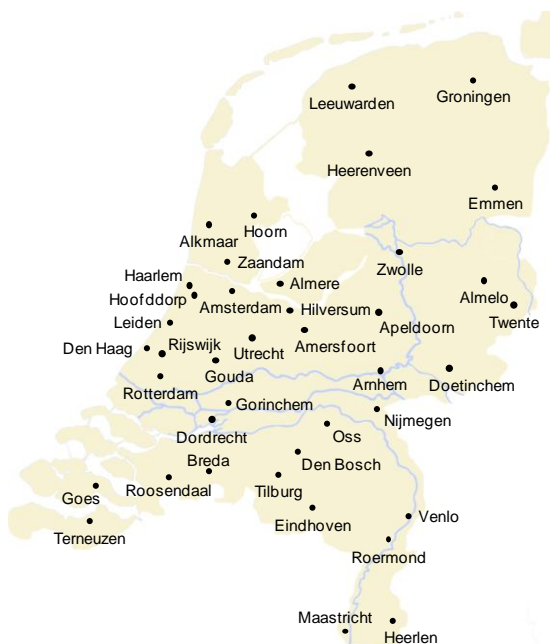 Groningen
Leeuwarden
Heerenveen
Emmen
Hoorn
Alkmaar
Zaandam
Zwolle
Haarlem
Almere
Almelo
Hoofddorp
Amsterdam
Hilversum
Twente
Leiden
Apeldoorn
Den Haag
Rijswijk
Utrecht
Amersfoort
Gouda
Arnhem
Doetinchem
Rotterdam
Gorinchem
Nijmegen
Dordrecht
Oss
Breda
Den Bosch
Roosendaal
Tilburg
Goes
Eindhoven
Venlo
Terneuzen
Roermond
Maastricht
Heerlen